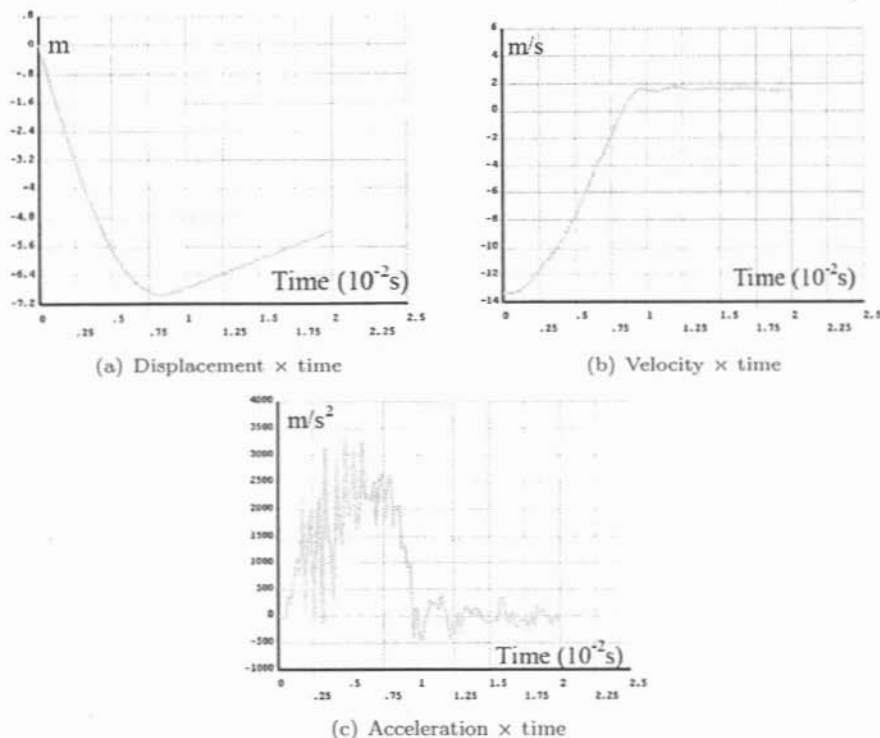 .8
0
-.8
-1.6
-2.4
-3.2
-4
-4.8
-5.6
-6.4
-7.2
m
Time (10⁻²s)
0 .5 1 1.5 2 2.5
.25 .75 1.25 1.75 2.25
(a) Displacement × time
6
4
2
0
-2
-4
-6
-8
-10
-12
-14
m/s
Time (10⁻²s)
0 .5 1 1.5 2 2.5
.25 .75 1.25 1.75 2.25
(b) Velocity × time
4000
3500
3000
2500
2000
1500
1000
500
0
-500
-1000
m/s²
Time (10⁻²s)
0 .5 1 1.5 2 2.5
.25 .75 1.25 1.75 2.25
(c) Acceleration × time